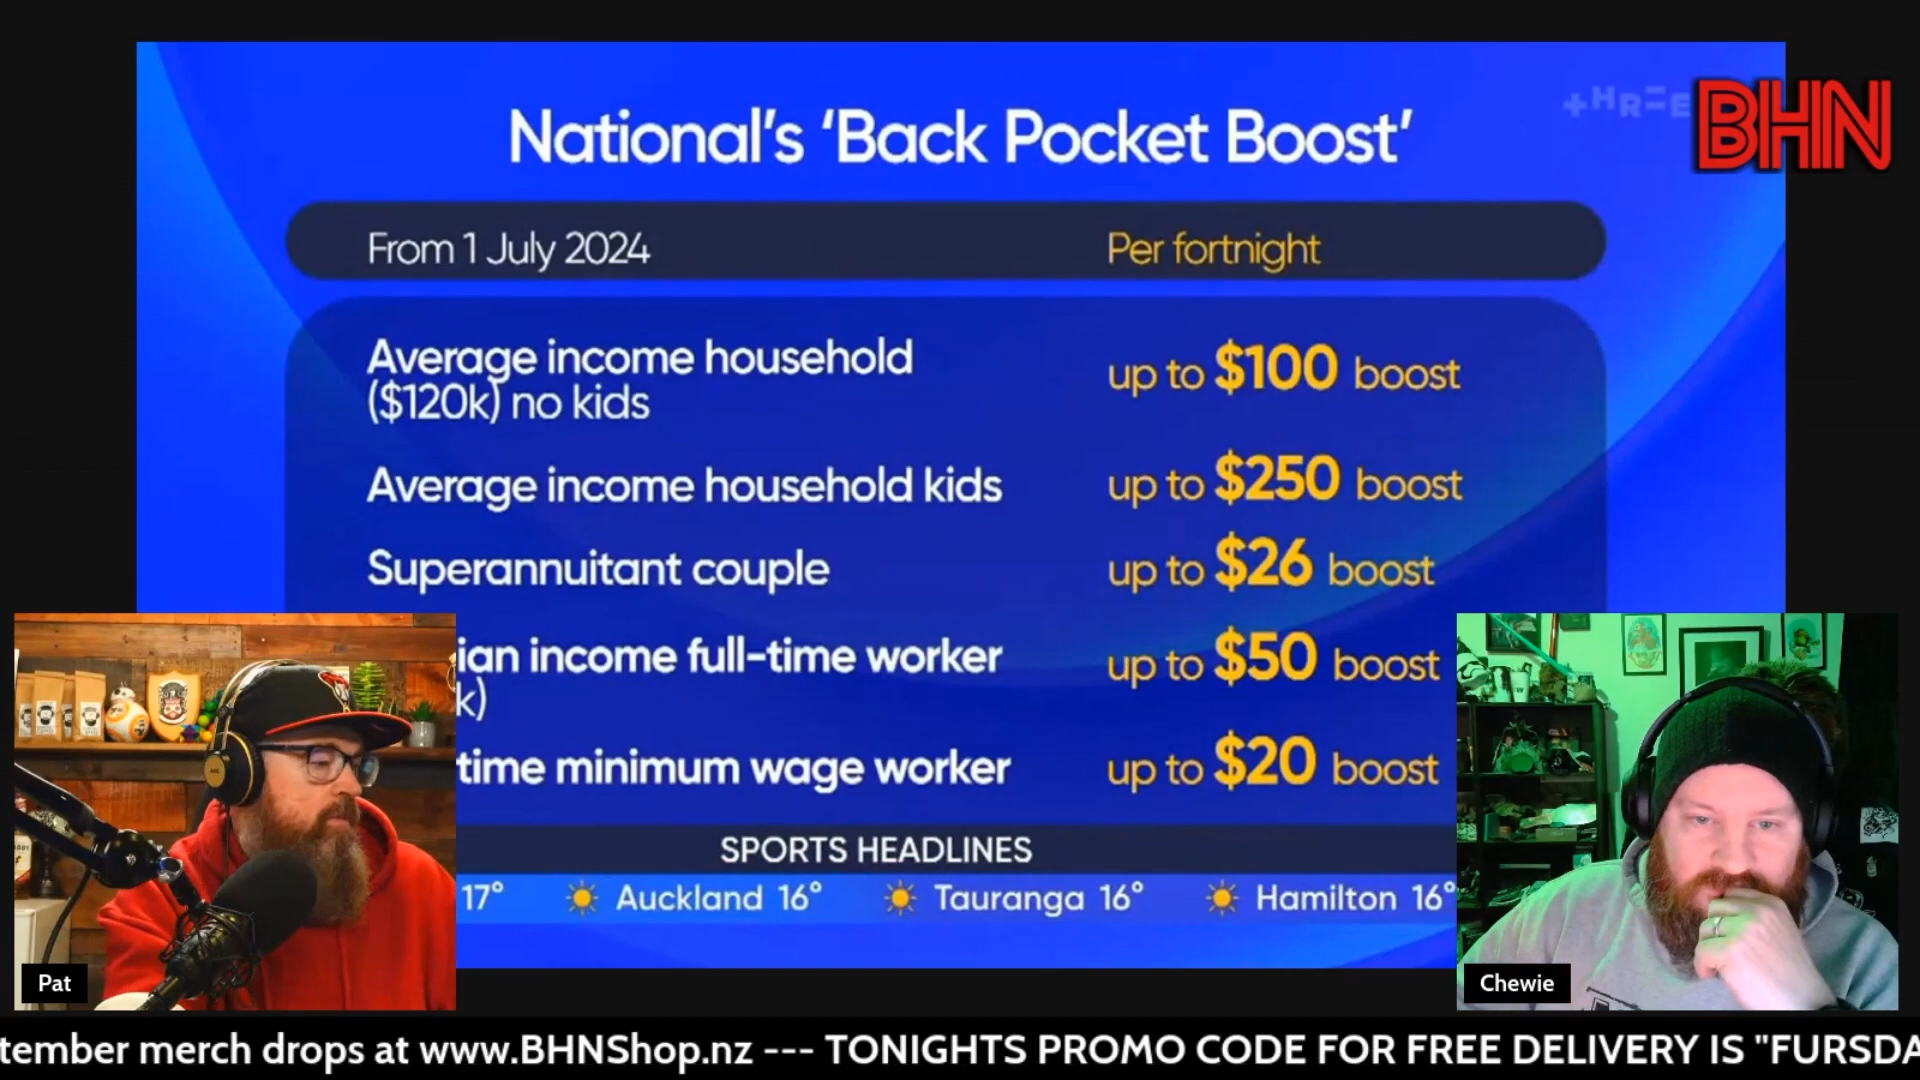 National's 'Back Pocket Boost'
+HR=E
BHN
From 1 July 2024
Per fortnight
Average income household
($120k) no kids
up to $100 boost
Average income household kids
up to $250 boost
Superannuitant couple
up to $26 boost
ian income full-time worker
k)
up to $50 boost
time minimum wage worker
up to $20 boost
SPORTS HEADLINES
17° Auckland 16° Tauranga 16° Hamilton 16°
Pat
Chewie
tember merch drops at www.BHNShop.nz --- TONIGHTS PROMO CODE FOR FREE DELIVERY IS "FURSDA